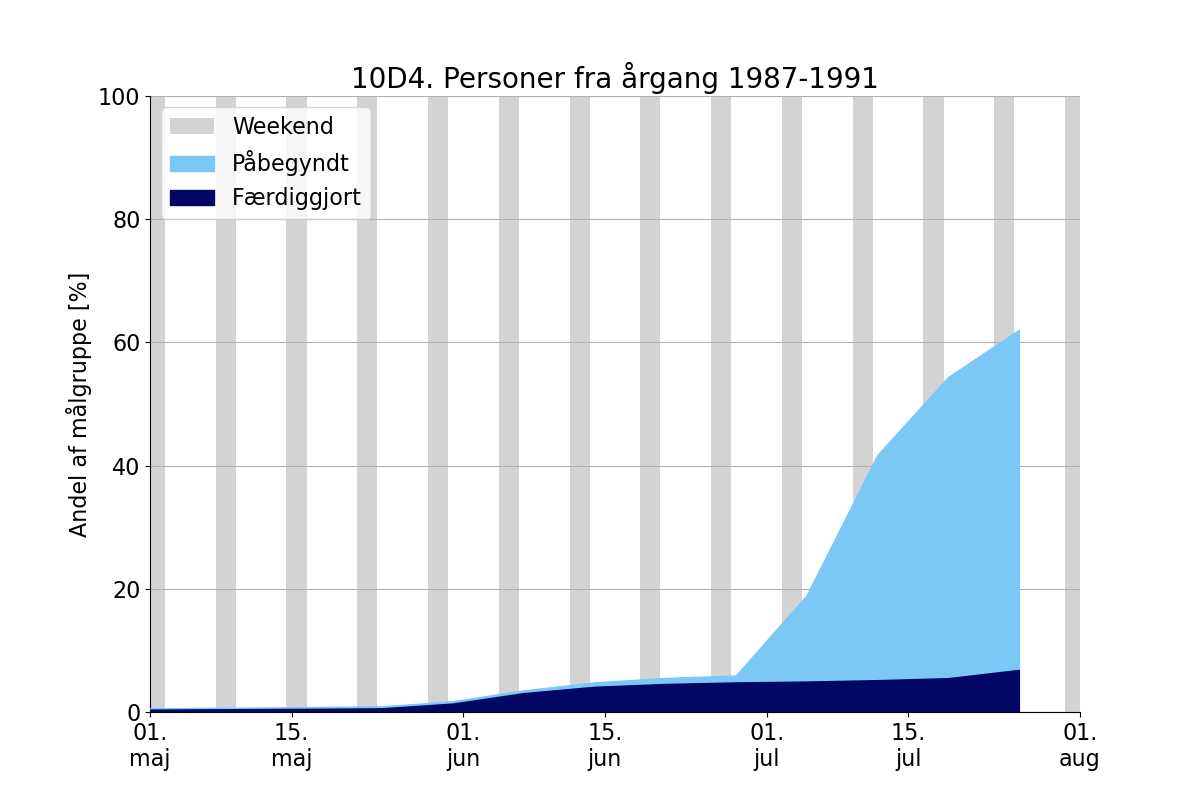 10D4. Personer fra årgang 1987-1991
Andel af målgruppe [%]
100
80
60
40
20
0
Weekend
Påbegyndt
Færdiggjort
01. 15. 01. 15. 01. 15. 01.
maj maj jun jun jul jul aug